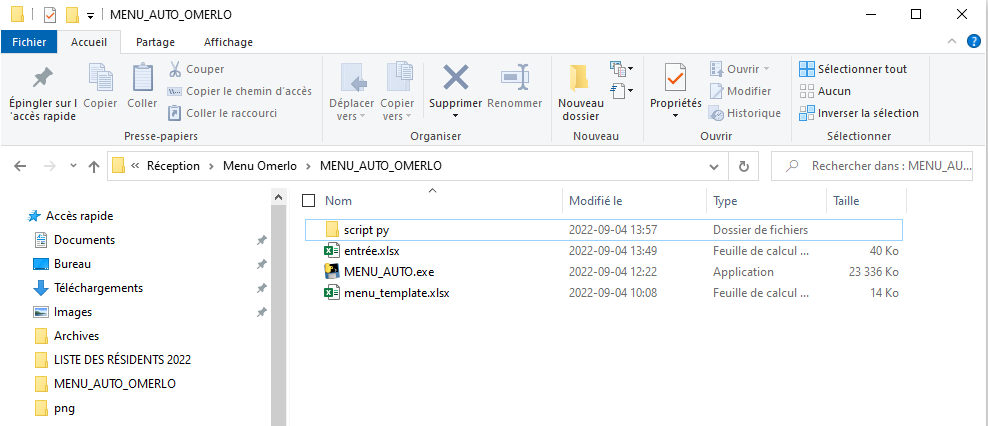 MENU_AUTO_OMERLO
Fichier Accueil Partage Affichage
Épingler sur l'accès rapide
Copier
Coller
Couper
Copier le chemin d'accès
Coller le raccourci
Déplacer vers
Copier vers
Supprimer
Renommer
Nouveau dossier
Propriétés
Ouvrir
Modifier
Historique
Sélectionner tout
Aucun
Inverser la sélection
Presse-papiers Organiser Nouveau Ouvrir Sélectionner
« Réception > Menu Omerlo > MENU_AUTO_OMERLO
Rechercher dans : MENU_AU...
Nom Modifié le Type Taille
script py 2022-09-04 13:57 Dossier de fichiers
entrée.xlsx 2022-09-04 13:49 Feuille de calcul ... 40 Ko
MENU_AUTO.exe 2022-09-04 12:22 Application 23 336 Ko
menu_template.xlsx 2022-09-04 10:08 Feuille de calcul ... 14 Ko
Accès rapide
Documents
Bureau
Téléchargements
Images
Archives
LISTE DES RÉSIDENTS 2022
MENU_AUTO_OMERLO
png